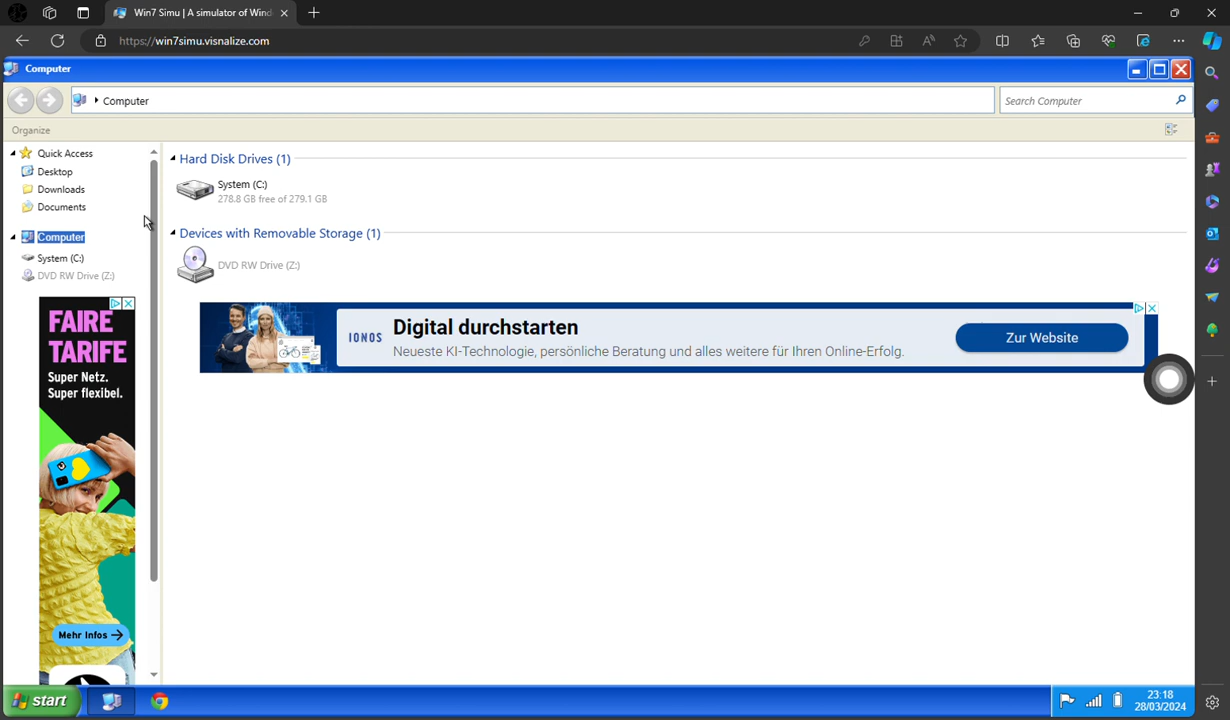 Win7 Simu | A simulator of Wind
https://win7simu.visnalize.com
Computer
Computer
Search Computer
Organize
Quick Access
Desktop
Downloads
Documents
Computer
System (C:)
DVD RW Drive (Z:)
Hard Disk Drives (1)
System (C:)
278.8 GB free of 279.1 GB
Devices with Removable Storage (1)
DVD RW Drive (Z:)
FAIRE
TARIFE
Super Netz.
Super flexibel.
Mehr Infos
IONOS
Digital durchstarten
Neueste KI-Technologie, persönliche Beratung und alles weitere für Ihren Online-Erfolg.
Zur Website
start
23:18
28/03/2024